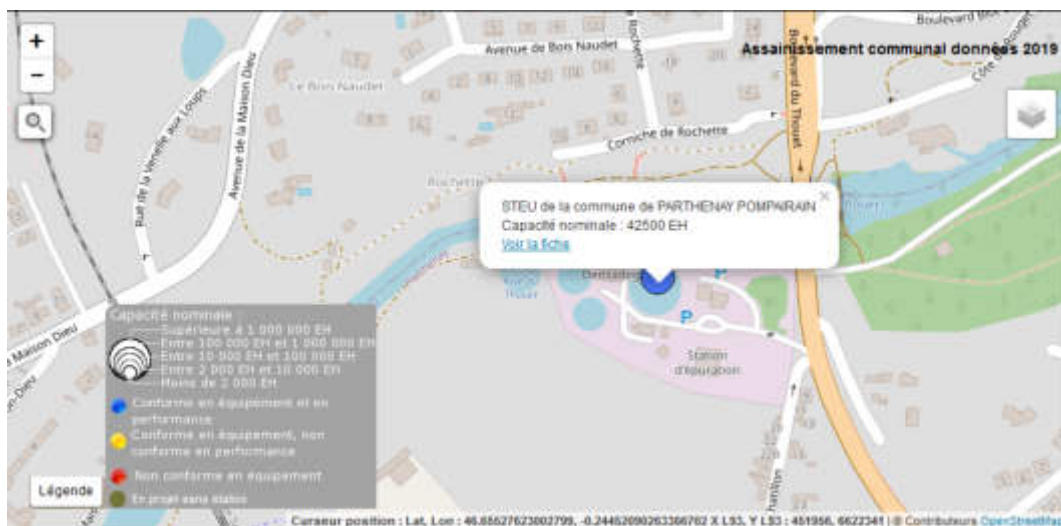 +
−
Boulevard du Thouet
Assainissement communal données 2019
Avenue de Bois Naudet
Côte de Rouget
Le Bois Naudet
Rue de la Venelle aux Loups
Avenue de la Maison Dieu
Corniche de Rochette
Rochette
STEU de la commune de PARTHENAY POMPAIRAIN
×
Capacité nominale : 42500 EH
Voir la fiche
P
P
Station
d'épuration
Capacité nominale :
Supérieure à 1 000 000 EH
Entre 100 000 EH et 1 000 000 EH
Entre 10 000 EH et 100 000 EH
Entre 2 000 EH et 10 000 EH
Moins de 2 000 EH
Conforme en équipement et en
performance
Conforme en équipement, non
conforme en performance
Non conforme en équipement
En projet sans station
Légende
Curseur position : Lat, Lon : 46.65527623002799, -0.24452090263366762 X L93, Y L93 : 451956, 6622341 | © Contributeurs OpenStreetMa